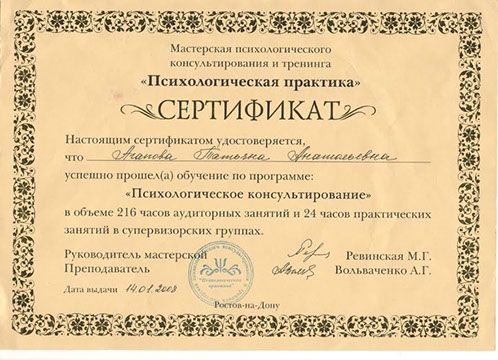 Мастерская психологического
консультирования и тренинга
«Психологическая практика»
СЕРТИФИКАТ
Настоящим сертификатом удостоверяется,
что Агапова Татьяна Анатольевна
успешно прошел(а) обучение по программе:
«Психологическое консультирование»
в объеме 216 часов аудиторных занятий и 24 часов практических
занятий в супервизорских группах.
Руководитель мастерской Ревинская М.Г.
Преподаватель Вольваченко А.Г.
"Психологическая практика"
Дата выдачи 14.01.2008
Ростов-на-Дону